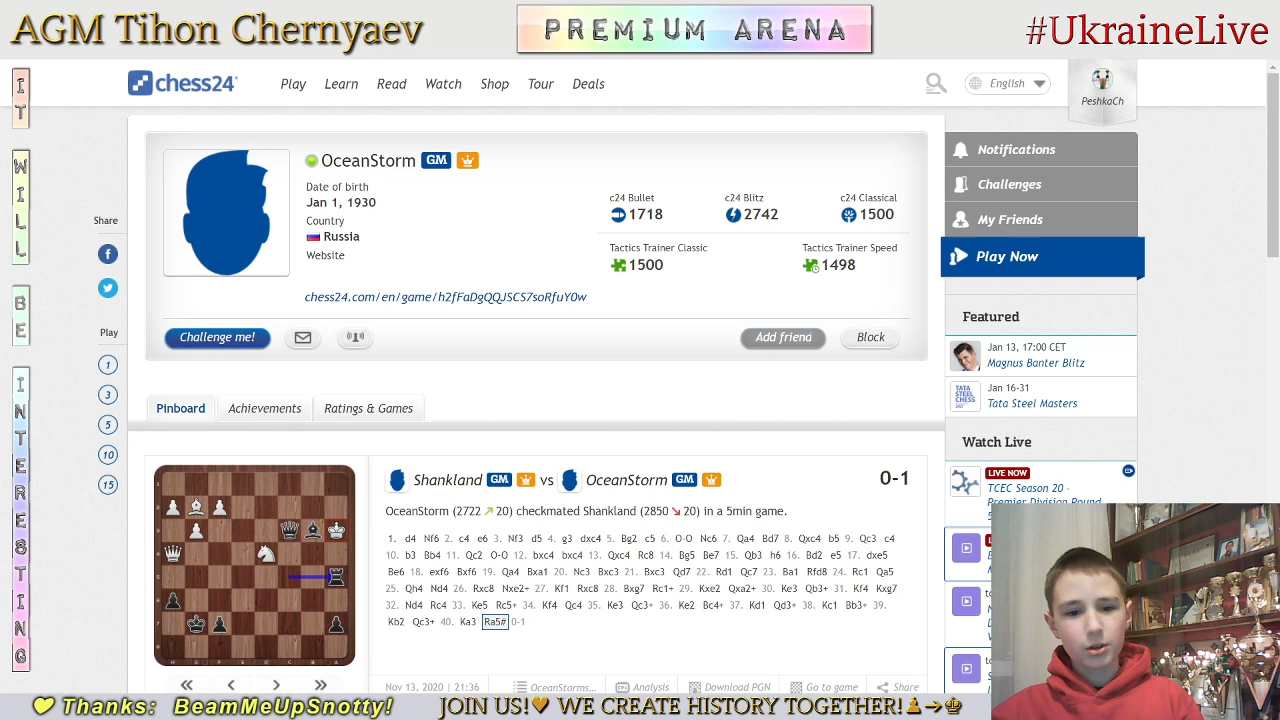 AGM Tihon Chernyaev
PREMIUM ARENA
#UkraineLive
IT WILL BE INTERESTING
chess24
Play
Learn
Read
Watch
Shop
Tour
Deals
English
PeshkaCh
Share
Play
1
3
5
10
15
OceanStorm GM
Date of birth
Jan 1, 1930
Country
Russia
Website
c24 Bullet
1718
c24 Blitz
2742
c24 Classical
1500
Tactics Trainer Classic
1500
Tactics Trainer Speed
1498
chess24.com/en/game/h2fFaDgQQJSCS7soRfuY0w
Challenge me!
Add friend
Block
Pinboard
Achievements
Ratings & Games
Shankland GM vs OceanStorm GM 0-1
OceanStorm (2722 ↗ 20) checkmated Shankland (2850 ↘ 20) in a 5min game.
1. d4 Nf6 2. c4 e6 3. Nf3 d5 4. g3 dxc4 5. Bg2 c5 6. O-O Nc6 7. Qa4 Bd7 8. Qxc4 b5 9. Qc3 c4
10. b3 Bb4 11. Qc2 O-O 12. bxc4 bxc4 13. Qxc4 Rc8 14. Bg5 Be7 15. Qb3 h6 16. Bd2 e5 17. dxe5
Be6 18. exf6 Bxf6 19. Qa4 Bxa1 20. Nc3 Bxc3 21. Bxc3 Qd7 22. Rd1 Qc7 23. Ba1 Rfd8 24. Rc1 Qa5
25. Qh4 Nd4 26. Rxc8 Nxe2+ 27. Kf1 Rxc8 28. Bxg7 Rc1+ 29. Kxe2 Qxa2+ 30. Ke3 Qb3+ 31. Kf4 Kxg7
32. Nd4 Rc4 33. Ke5 Rc5+ 34. Kf4 Qc4 35. Ke3 Qc3+ 36. Ke2 Bc4+ 37. Kd1 Qd3+ 38. Kc1 Bb3+ 39.
Kb2 Qc3+ 40. Ka3 Ra5# 0-1
Nov 13, 2020 | 21:36
OceanStorms...
Analysis
Download PGN
Go to game
Share
Notifications
Challenges
My Friends
Play Now
Featured
Jan 13, 17:00 CET
Magnus Banter Blitz
TATA STEEL CHESS
Jan 16-31
Tata Steel Masters
Watch Live
LIVE NOW
TCEC Season 20 -
Premier Division Round
Thanks: BeamMeUpSnotty!
JOIN US! WE CREATE HISTORY TOGETHER!